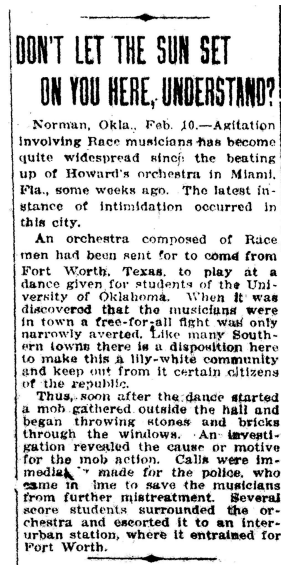 DON'T LET THE SUN SET
ON YOU HERE, UNDERSTAND?
Norman, Okla., Feb. 10.—Agitation
involving Race musicians has become
quite widespread since the beating
up of Howard's orchestra in Miami,
Fla., some weeks ago. The latest in-
stance of intimidation occurred in
this city.
An orchestra composed of Race
men had been sent for to come from
Fort Worth, Texas, to play at a
dance given for students of the Uni-
versity of Oklahoma. When it was
discovered that the musicians were
in town a free-for-all fight was only
narrowly averted. Like many South-
ern towns there is a disposition here
to make this a lily-white community
and keep out from it certain citizens
of the republic.
Thus, soon after the dance started
a mob gathered outside the hall and
began throwing stones and bricks
through the windows. An investi-
gation revealed the cause or motive
for the mob action. Calls were im-
made for the police, who
came in time to save the musicians
from further mistreatment. Several
score students surrounded the or-
chestra and escorted it to an inter-
urban station, where it entrained for
Fort Worth.